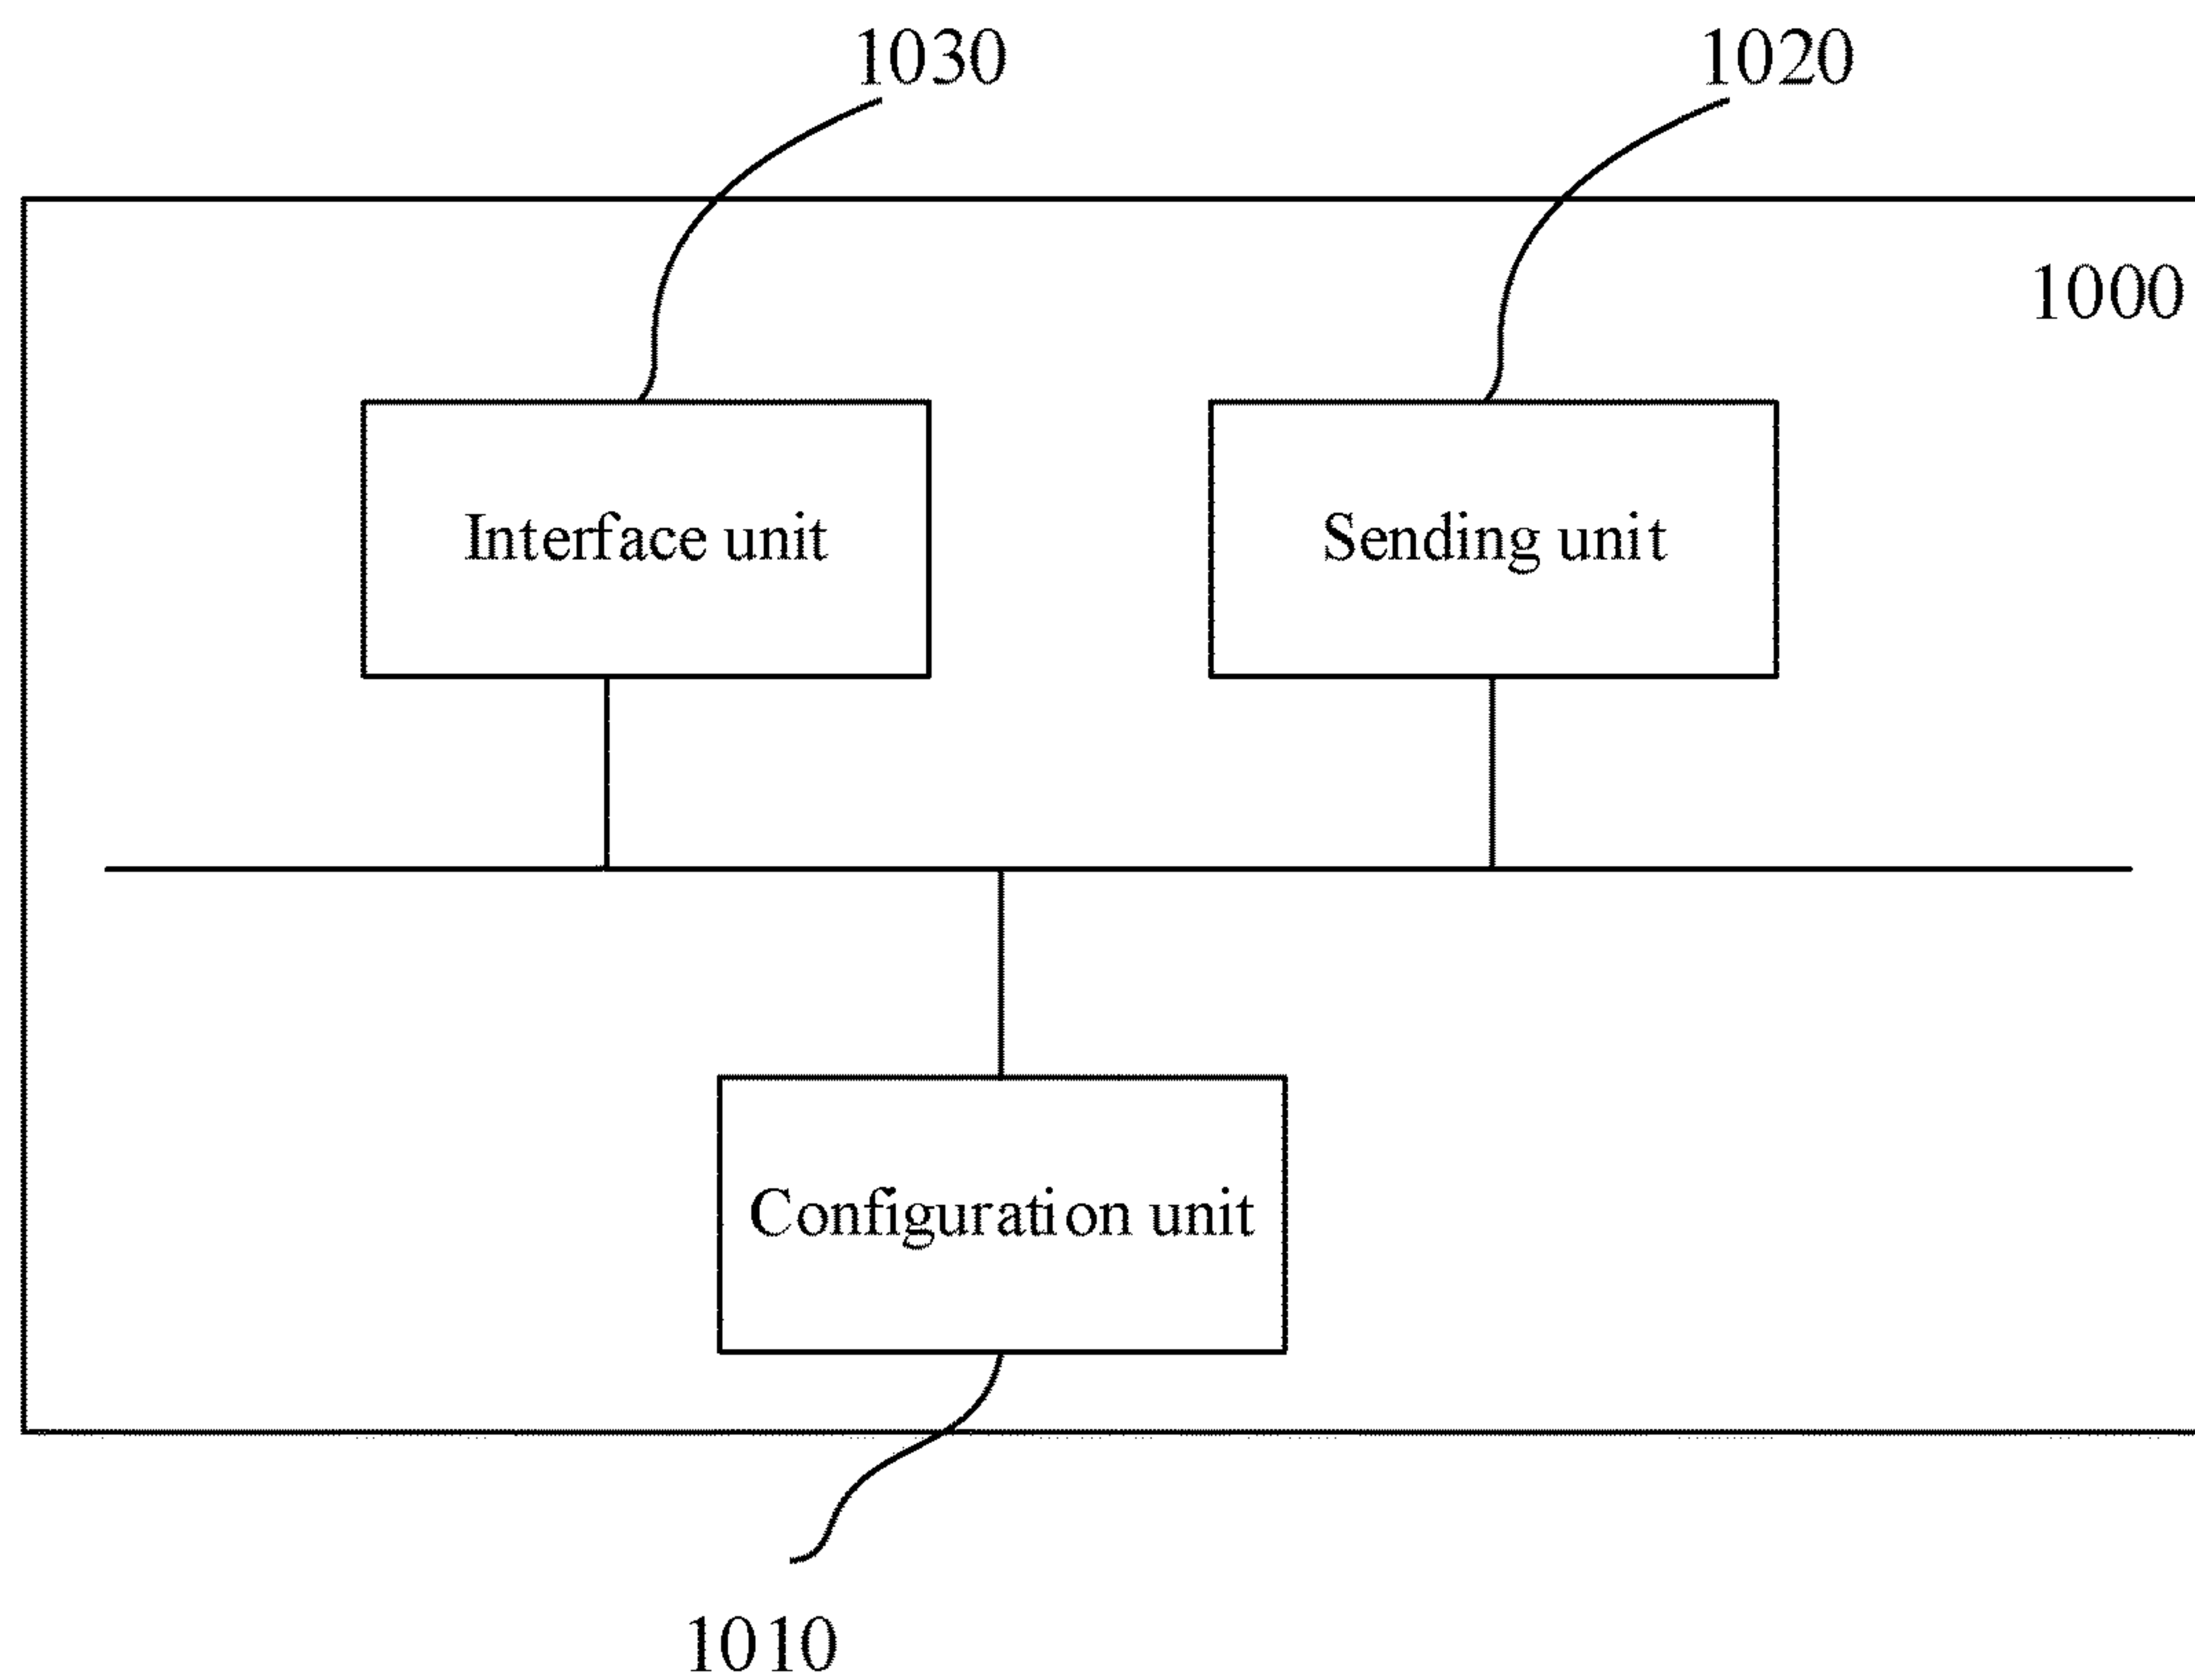 1030
1020
1000
Interface unit
Sending unit
Configuration unit
1010